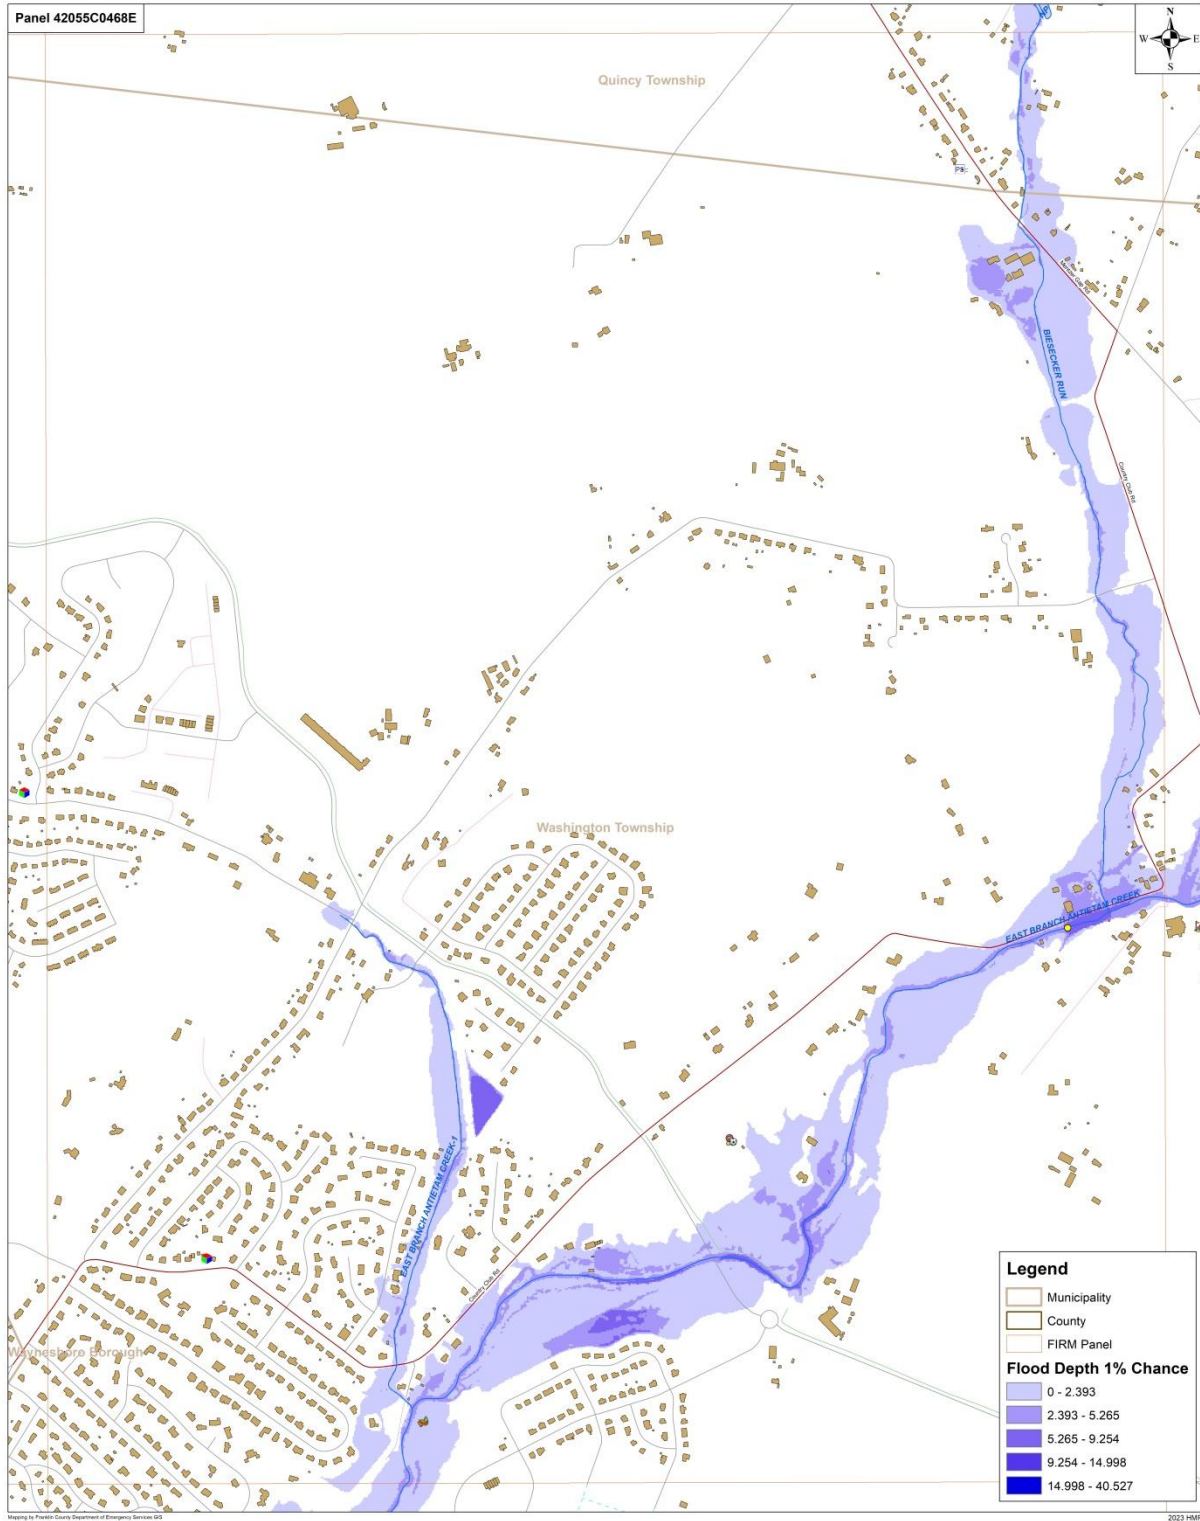 Panel 42055C0468E
N
W E
S
Quincy Township
Mentzer Gap Rd
BIESECKER RUN
Country Club Rd
Washington Township
EAST BRANCH ANTIETAM CREEK
EAST BRANCH ANTIETAM CREEK-1
Country Club Rd
Waynesboro Borough
Legend
Municipality
County
FIRM Panel
Flood Depth 1% Chance
0 - 2.393
2.393 - 5.265
5.265 - 9.254
9.254 - 14.998
14.998 - 40.527
Mapping by Franklin County Department of Emergency Services GIS
2023 HMP